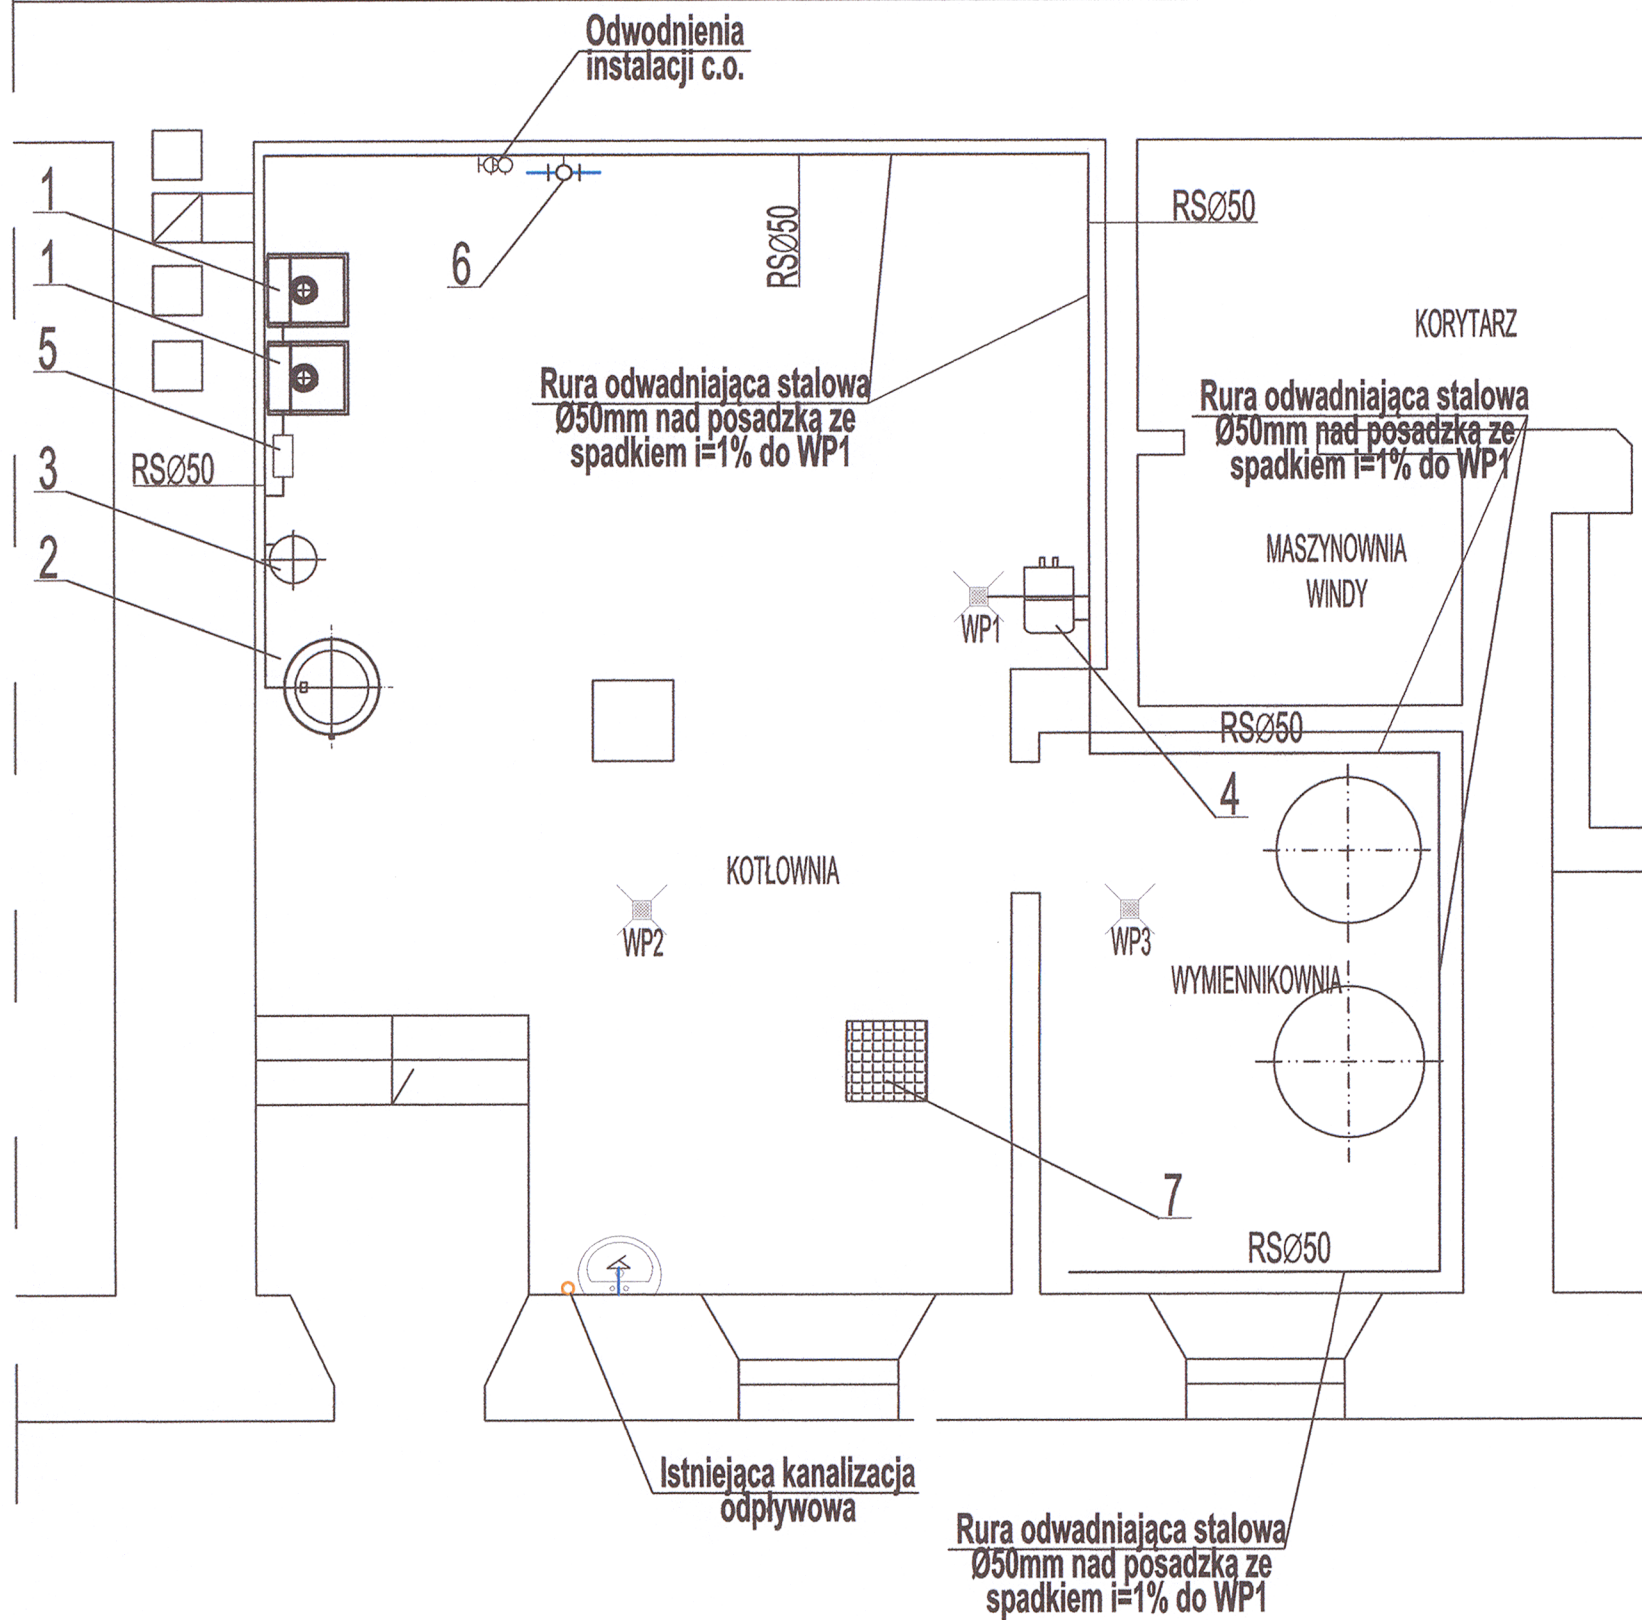 Odwodnienia
instalacji c.o.
1
1
5
3
2
6
RSØ50
RSØ50
RSØ50
KORYTARZ
Rura odwadniająca stalowa
Ø50mm nad posadzką ze
spadkiem i=1% do WP1
Rura odwadniająca stalowa
Ø50mm nad posadzką ze
spadkiem i=1% do WP1
MASZYNOWNIA
WINDY
WP1
RSØ50
4
KOTŁOWNIA
WP2
WP3
WYMIENNIKOWNIA
7
RSØ50
Istniejąca kanalizacja
odpływowa
Rura odwadniająca stalowa
Ø50mm nad posadzką ze
spadkiem i=1% do WP1